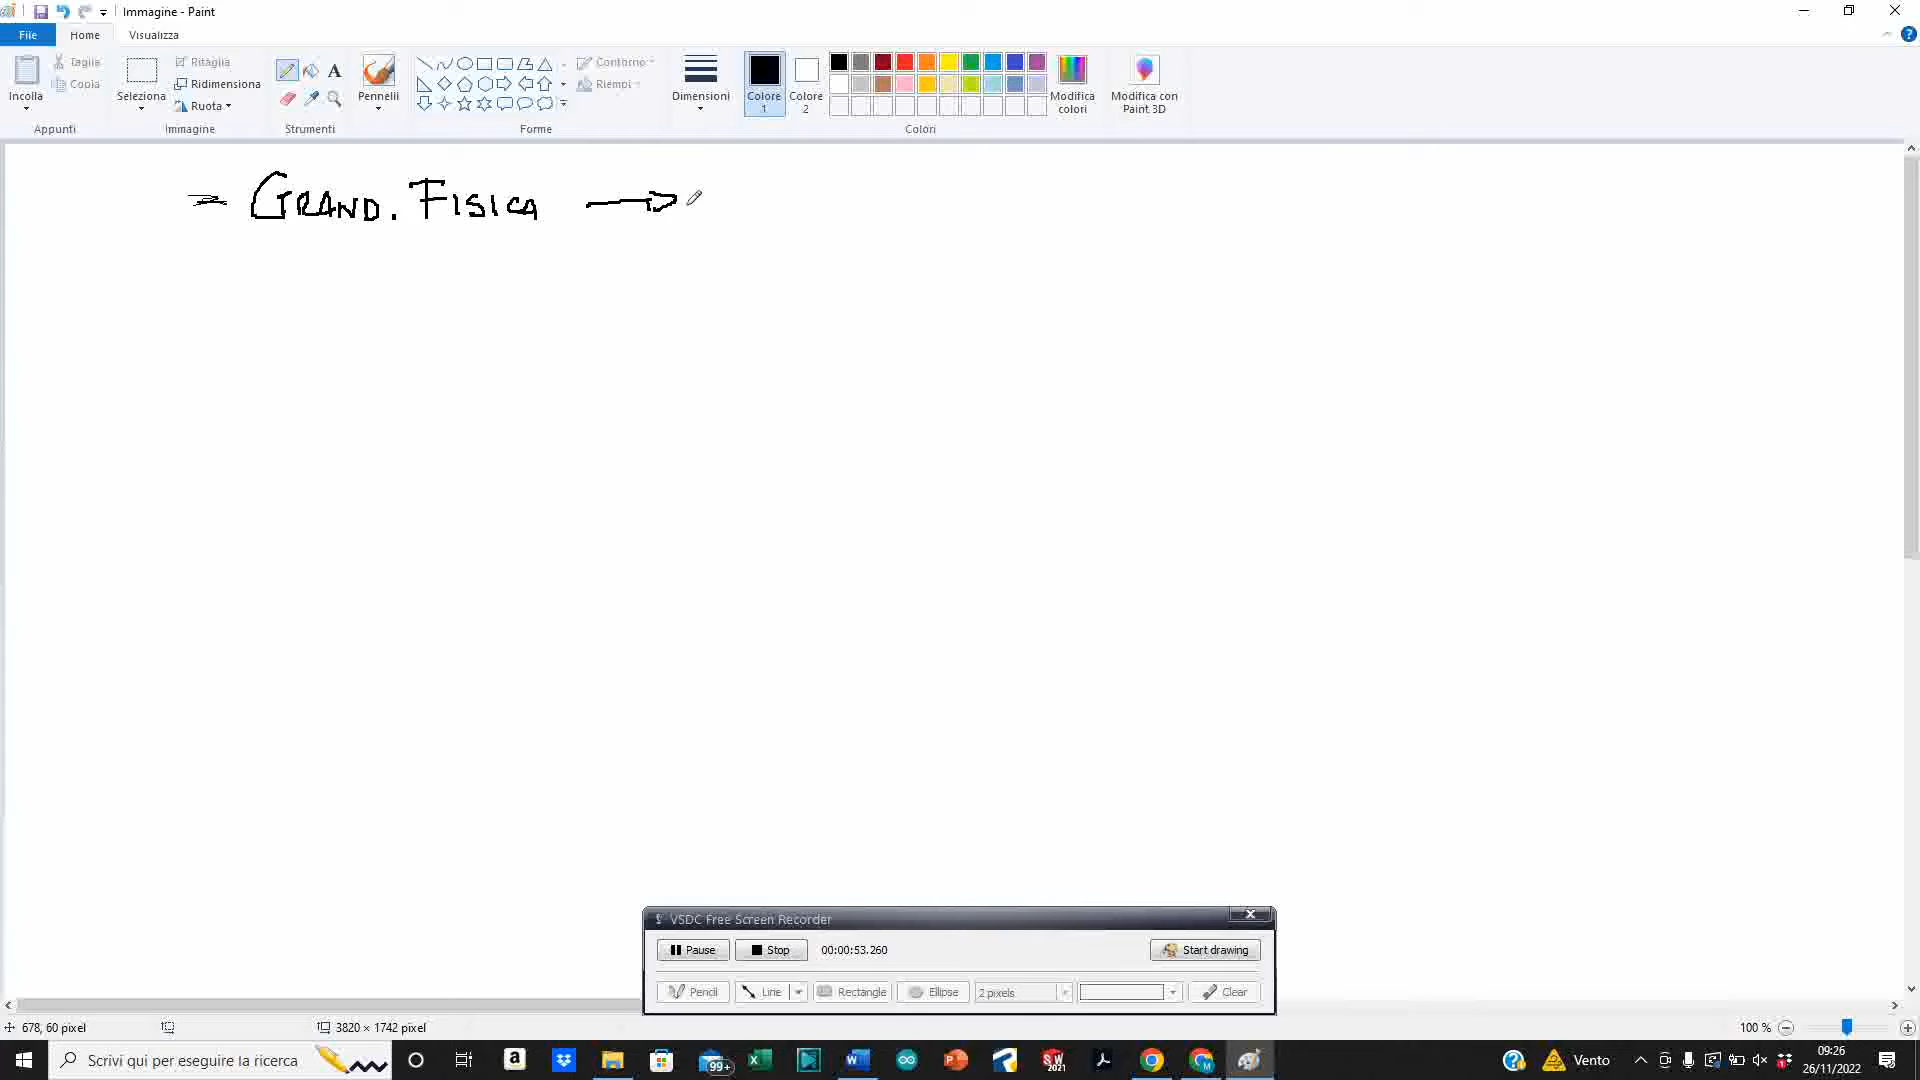 Immagine - Paint
File Home Visualizza
Incolla Taglia Copia Appunti
Seleziona Ritaglia Ridimensiona Ruota Immagine
A Strumenti
Pennelli
Contorno Riempi Forme
Dimensioni
Colore 1 Colore 2 Modifica colori Modifica con Paint 3D Colori
GRAND. FISICA
VSDC Free Screen Recorder
Pause Stop 00:00:53.260 Start drawing
Pencil Line Rectangle Ellipse 2 pixels Clear
678, 60 pixel 3820 × 1742 pixel 100 %
Scrivi qui per eseguire la ricerca 99+ SW 2021 Vento 09:26
26/11/2022